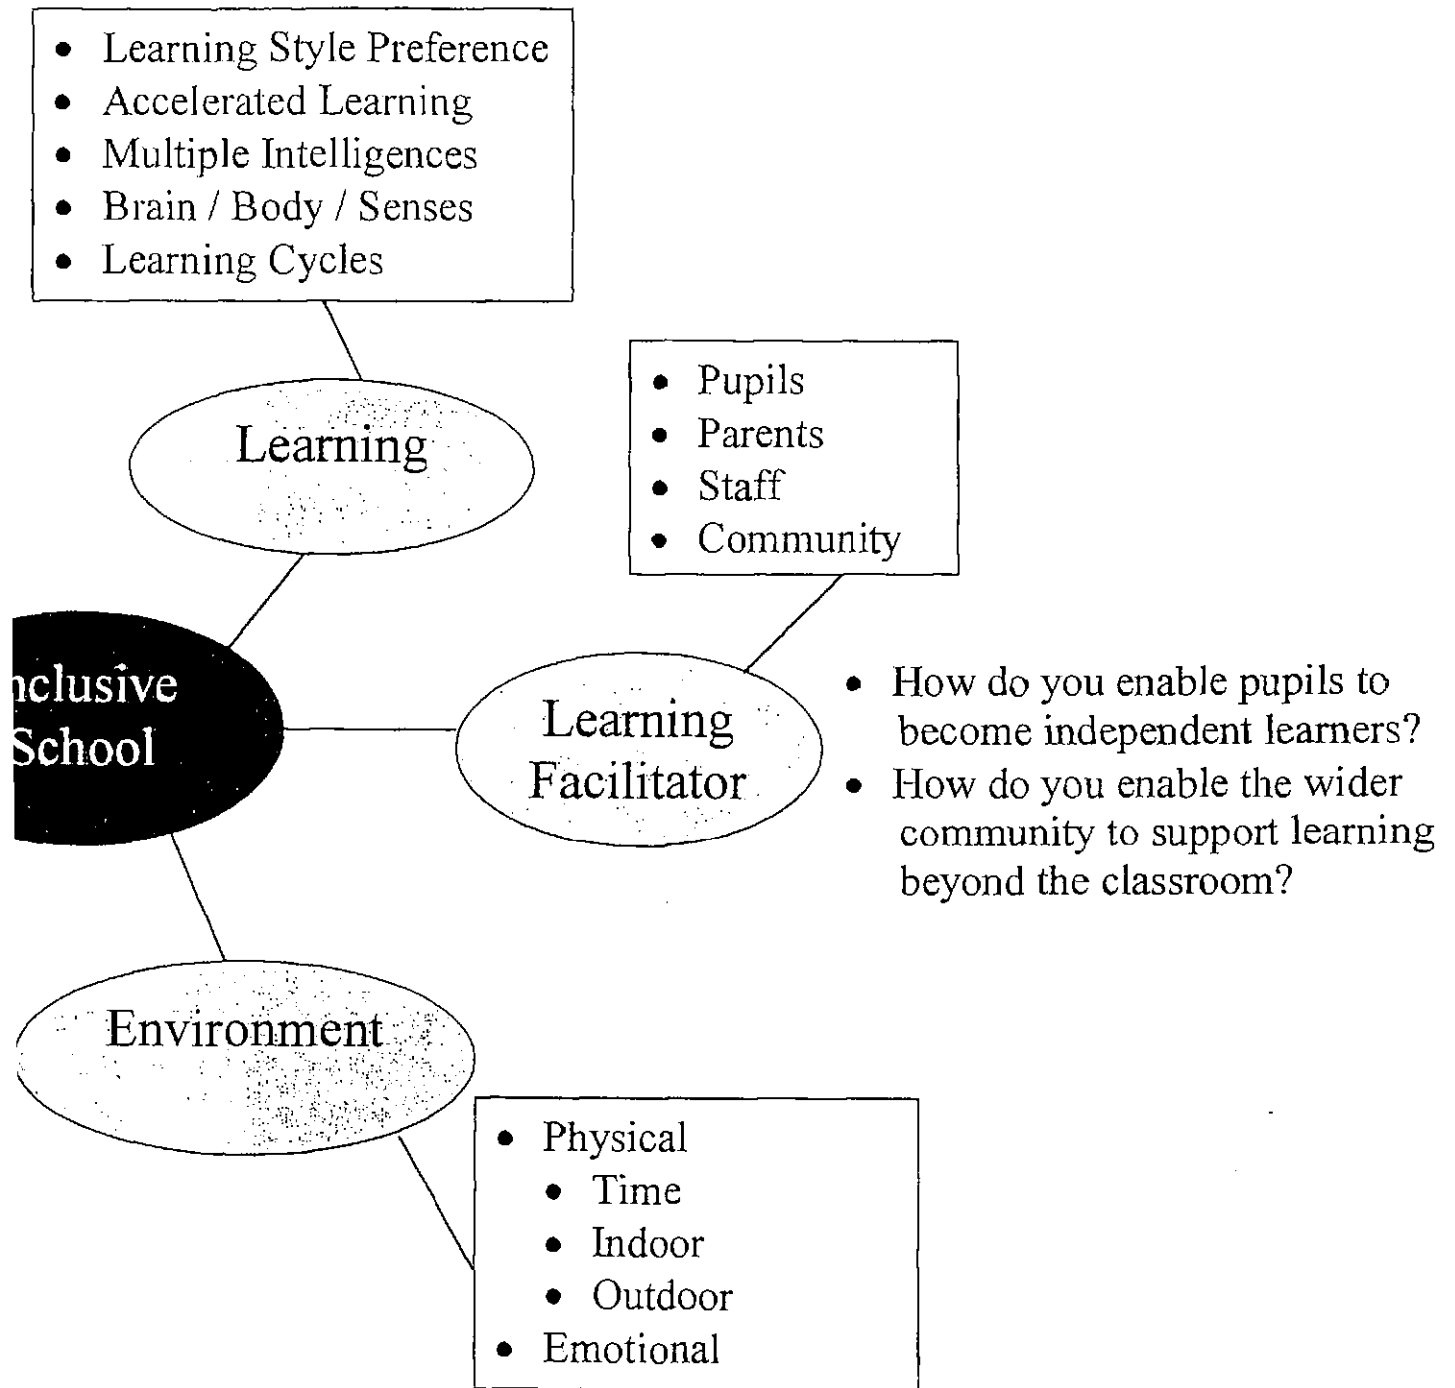 • Learning Style Preference
• Accelerated Learning
• Multiple Intelligences
• Brain / Body / Senses
• Learning Cycles
Learning
• Pupils
• Parents
• Staff
• Community
nclusive
School
Learning
Facilitator
• How do you enable pupils to
become independent learners?
• How do you enable the wider
community to support learning
beyond the classroom?
Environment
• Physical
• Time
• Indoor
• Outdoor
• Emotional